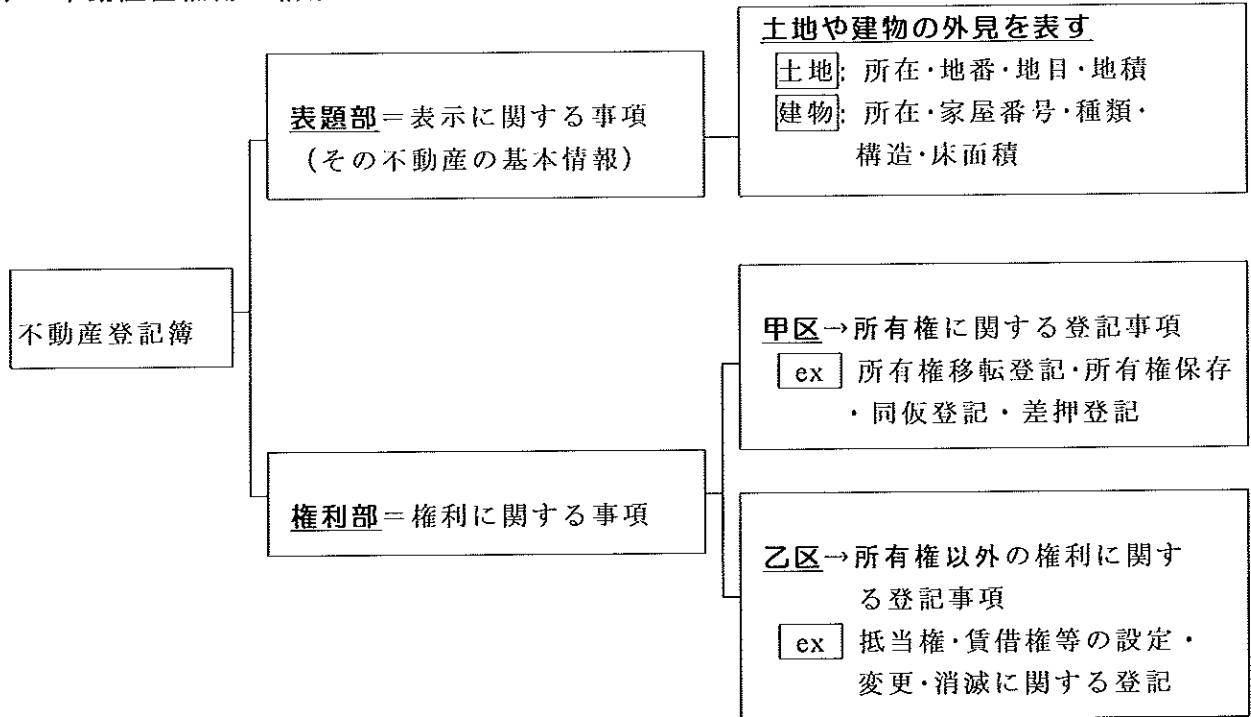 土地や建物の外見を表す
土地: 所在・地番・地目・地積
建物: 所在・家屋番号・種類・
構造・床面積
表題部＝表示に関する事項
(その不動産の基本情報)
不動産登記簿
甲区→所有権に関する登記事項
ex 所有権移転登記・所有権保存
・同仮登記・差押登記
権利部＝権利に関する事項
乙区→所有権以外の権利に関す
る登記事項
ex 抵当権・賃借権等の設定・
変更・消滅に関する登記